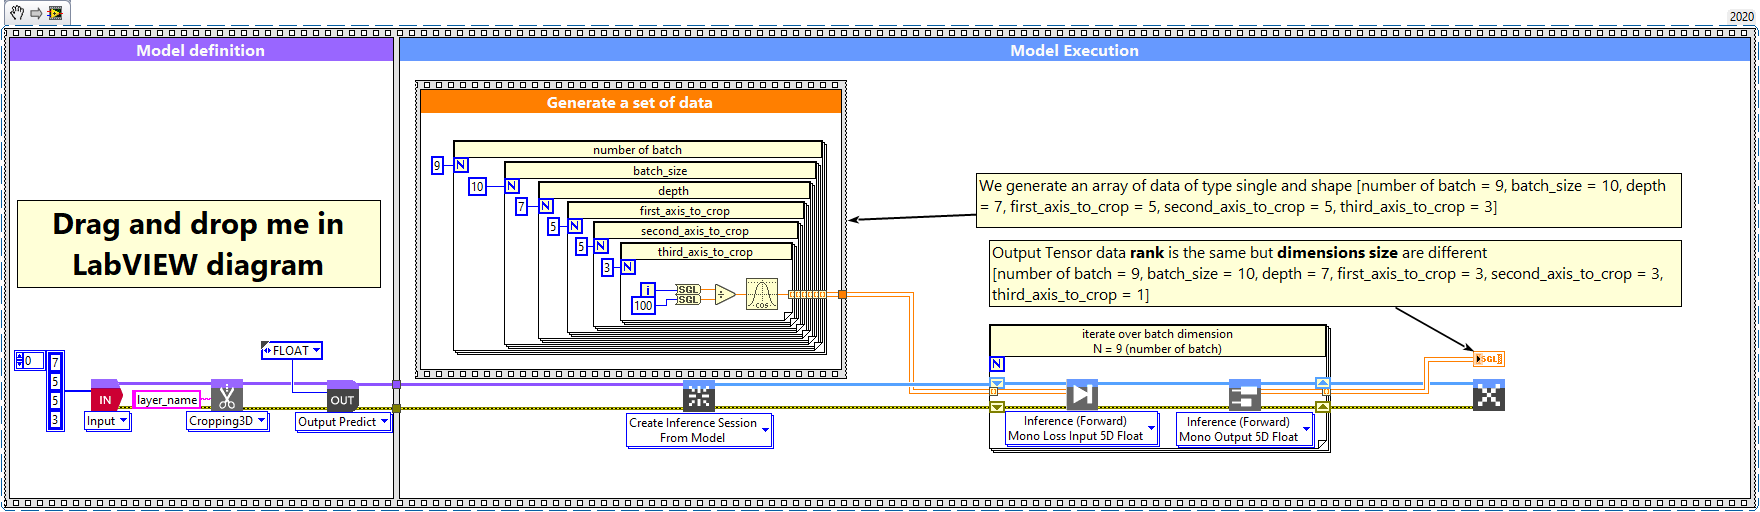 2020
Model definition
Model Execution
Generate a set of data
number of batch
9
N
batch_size
10
N
depth
7
N
first_axis_to_crop
5
N
second_axis_to_crop
5
N
third_axis_to_crop
3
N
i
100
SGL
SGL
÷
COS
We generate an array of data of type single and shape [number of batch = 9, batch_size = 10, depth
= 7, first_axis_to_crop = 5, second_axis_to_crop = 5, third_axis_to_crop = 3]
Output Tensor data rank is the same but dimensions size are different
[number of batch = 9, batch_size = 10, depth = 7, first_axis_to_crop = 3, second_axis_to_crop = 3,
third_axis_to_crop = 1]
Drag and drop me in
LabVIEW diagram
0
7
5
5
3
IN
Input
layer_name
Cropping3D
FLOAT
OUT
Output Predict
Create Inference Session
From Model
iterate over batch dimension
N = 9 (number of batch)
N
Inference (Forward)
Mono Loss Input 5D Float
Inference (Forward)
Mono Output 5D Float
SGL